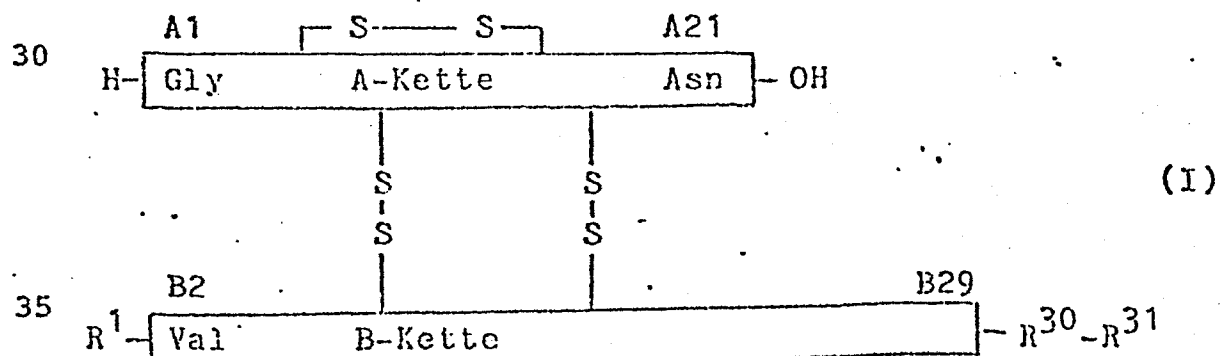 A1 S S A21
30
H- Gly A-Kette Asn - OH
S S
(I)
S S
B2 B29
35
R¹ Val B-Kette - R³⁰-R³¹